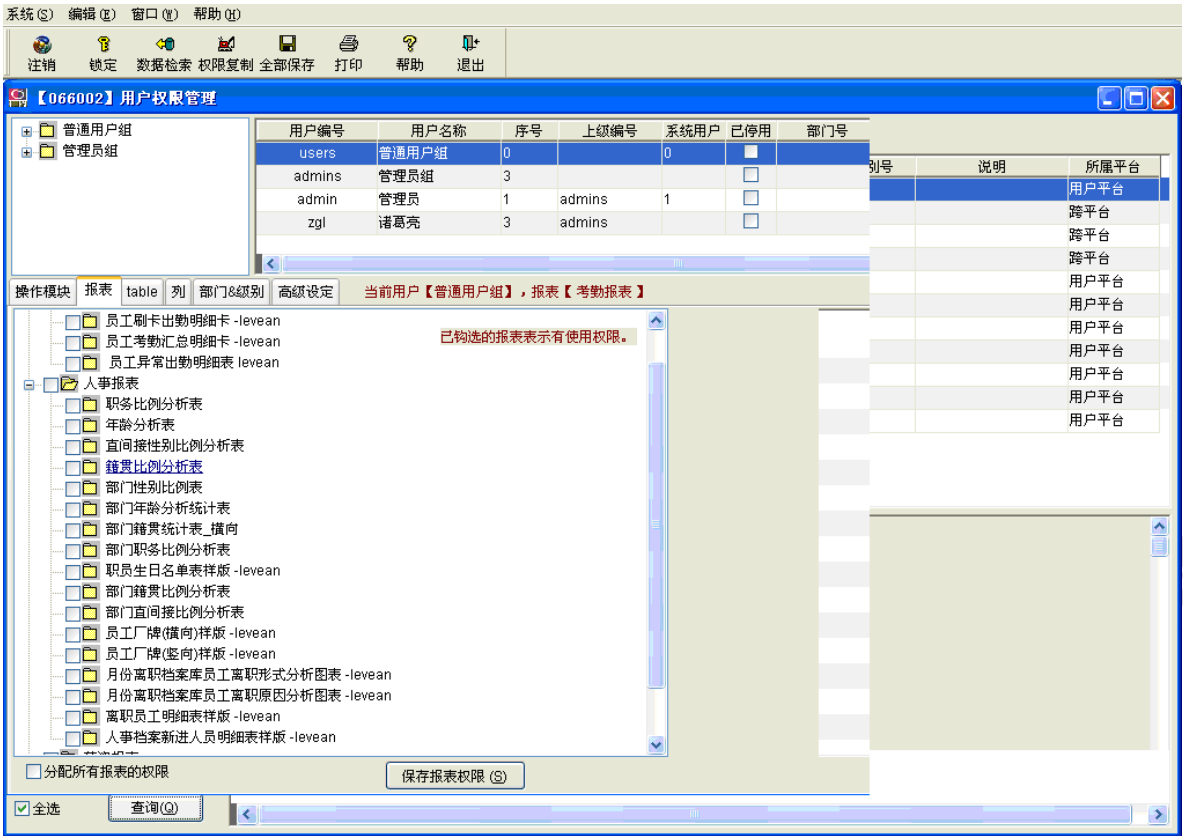 系统(S) 编辑(E) 窗口(W) 帮助(H)
注销 锁定 数据检索 权限复制 全部保存 打印 帮助 退出
【066002】用户权限管理
普通用户组
管理员组
用户编号 用户名称 序号 上级编号 系统用户 已停用 部门号
users 普通用户组 0 0
admins 管理员组 3
admin 管理员 1 admins 1
zgl 诸葛亮 3 admins
别号 说明 所属平台
用户平台
跨平台
跨平台
跨平台
用户平台
用户平台
用户平台
用户平台
用户平台
用户平台
用户平台
操作模块 报表 table 列 部门&级别 高级设定 当前用户【普通用户组】,报表【 考勤报表 】
已钩选的报表表示有使用权限。
员工刷卡出勤明细卡 -levean
员工考勤汇总明细卡 -levean
员工异常出勤明细表 levean
人事报表
职务比例分析表
年龄分析表
直间接性别比例分析表
籍贯比例分析表
部门性别比例表
部门年龄分析统计表
部门籍贯统计表_横向
部门职务比例分析表
职员生日名单表样版 -levean
部门籍贯比例分析表
部门直间接比例分析表
员工厂牌(横向)样版 -levean
员工厂牌(竖向)样版 -levean
月份离职档案库员工离职形式分析图表 -levean
月份离职档案库员工离职原因分析图表 -levean
离职员工明细表样版 -levean
人事档案新进人员明细表样版 -levean
分配所有报表的权限
保存报表权限 (S)
全选 查询(Q)